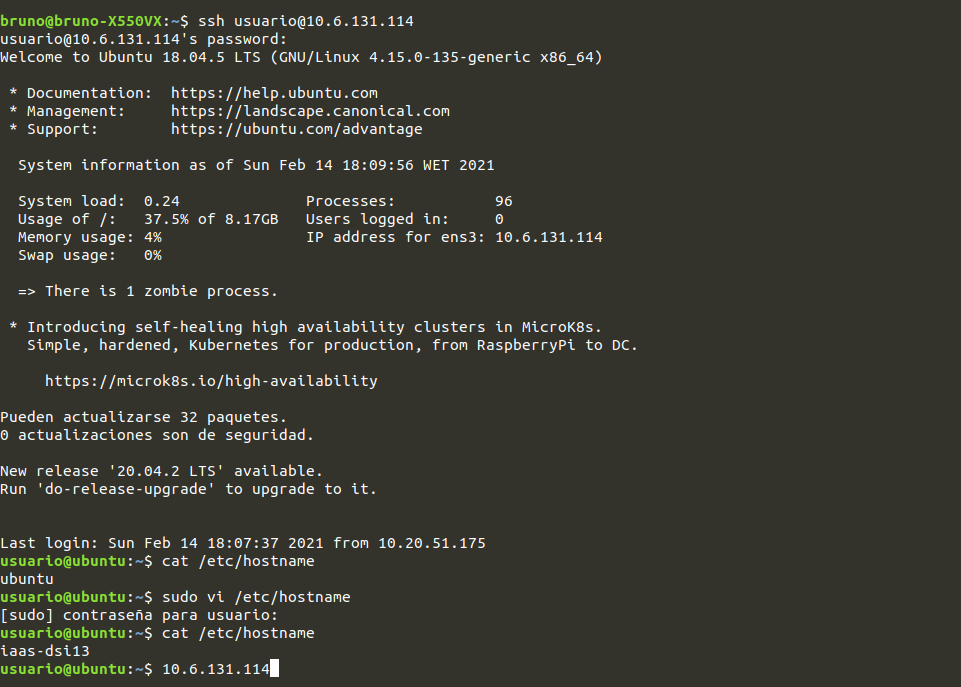 bruno@bruno-X550VX:~$ ssh usuario@10.6.131.114
usuario@10.6.131.114's password:
Welcome to Ubuntu 18.04.5 LTS (GNU/Linux 4.15.0-135-generic x86_64)
* Documentation:  https://help.ubuntu.com
* Management:     https://landscape.canonical.com
* Support:        https://ubuntu.com/advantage
System information as of Sun Feb 14 18:09:56 WET 2021
System load:  0.24              Processes:           96
Usage of /:   37.5% of 8.17GB   Users logged in:     0
Memory usage: 4%                IP address for ens3: 10.6.131.114
Swap usage:   0%
=> There is 1 zombie process.
* Introducing self-healing high availability clusters in MicroK8s.
Simple, hardened, Kubernetes for production, from RaspberryPi to DC.
https://microk8s.io/high-availability
Pueden actualizarse 32 paquetes.
0 actualizaciones son de seguridad.
New release '20.04.2 LTS' available.
Run 'do-release-upgrade' to upgrade to it.
Last login: Sun Feb 14 18:07:37 2021 from 10.20.51.175
usuario@ubuntu:~$ cat /etc/hostname
ubuntu
usuario@ubuntu:~$ sudo vi /etc/hostname
[sudo] contraseña para usuario:
usuario@ubuntu:~$ cat /etc/hostname
iaas-dsi13
usuario@ubuntu:~$ 10.6.131.114